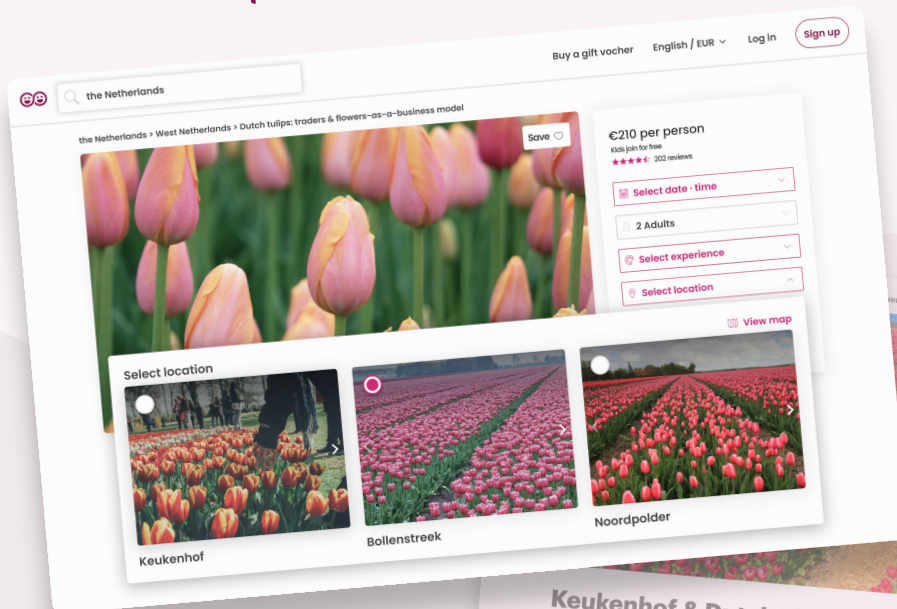 the Netherlands
Buy a gift vocher
English / EUR
Log in
Sign up
the Netherlands > West Netherlands > Dutch tulips: traders & flowers-as-a-business model
Save
€210 per person
Kids join for free
202 reviews
Select date · time
2 Adults
Select experience
Select location
View map
Select location
Keukenhof
Bollenstreek
Noordpolder
Keukenhof &